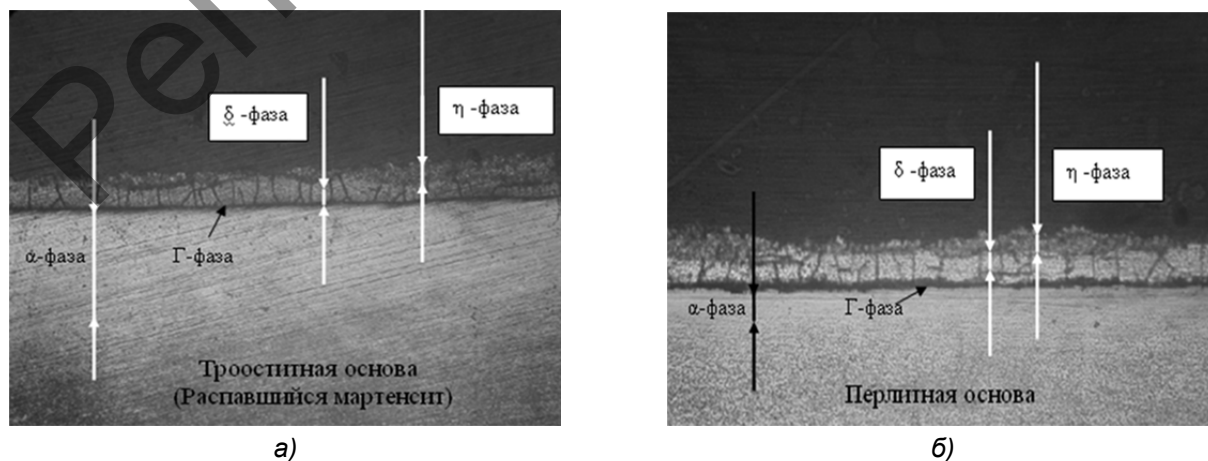 δ -фаза
η -фаза
α-фаза
Г-фаза
Трооститная основа
(Распавшийся мартенсит)
а)
δ -фаза
η -фаза
α-фаза
Г-фаза
Перлитная основа
б)